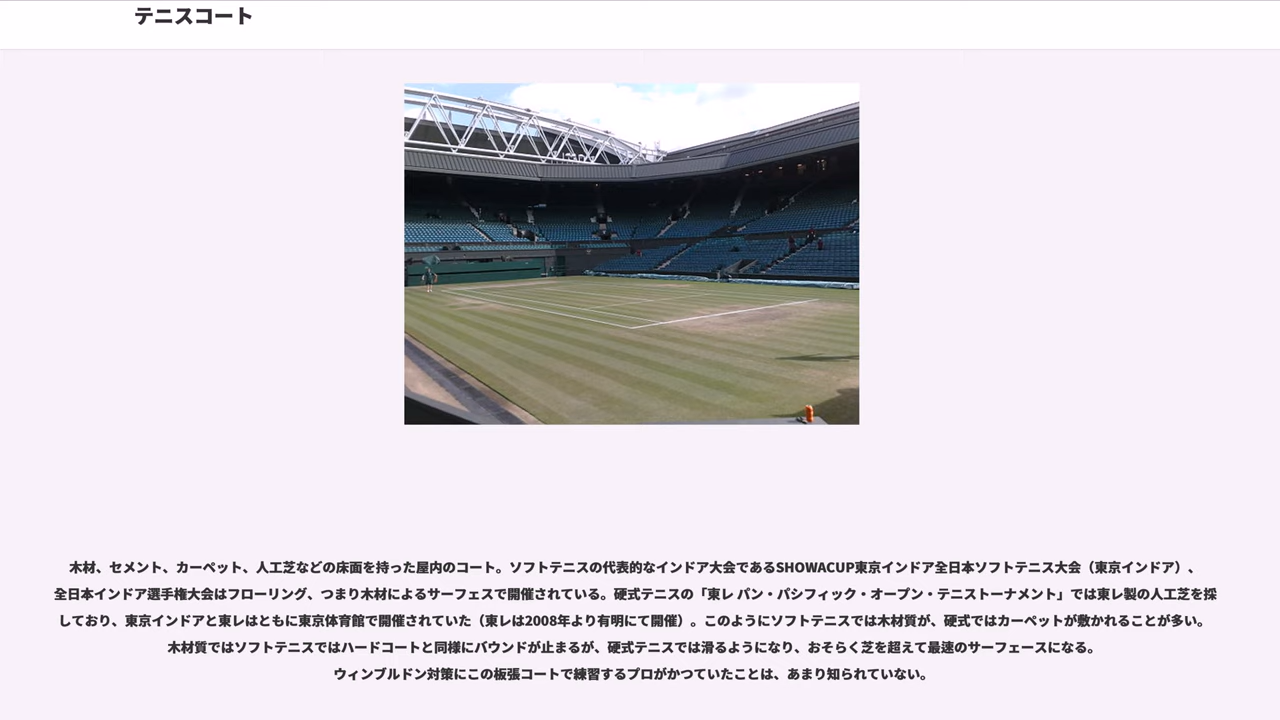 テニスコート
木材、セメント、カーペット、人工芝などの床面を持った屋内のコート。ソフトテニスの代表的なインドア大会であるSHOWACUP東京インドア全日本ソフトテニス大会（東京インドア）、
全日本インドア選手権大会はフローリング、つまり木材によるサーフェスで開催されている。硬式テニスの「東レ パン・パシフィック・オープン・テニストーナメント」では東レ製の人工芝を採
しており、東京インドアと東レはともに東京体育館で開催されていた（東レは2008年より有明にて開催）。このようにソフトテニスでは木材質が、硬式ではカーペットが敷かれることが多い。
木材質ではソフトテニスではハードコートと同様にバウンドが止まるが、硬式テニスでは滑るようになり、おそらく芝を超えて最速のサーフェースになる。
ウィンブルドン対策にこの板張コートで練習するプロがかつていたことは、あまり知られていない。